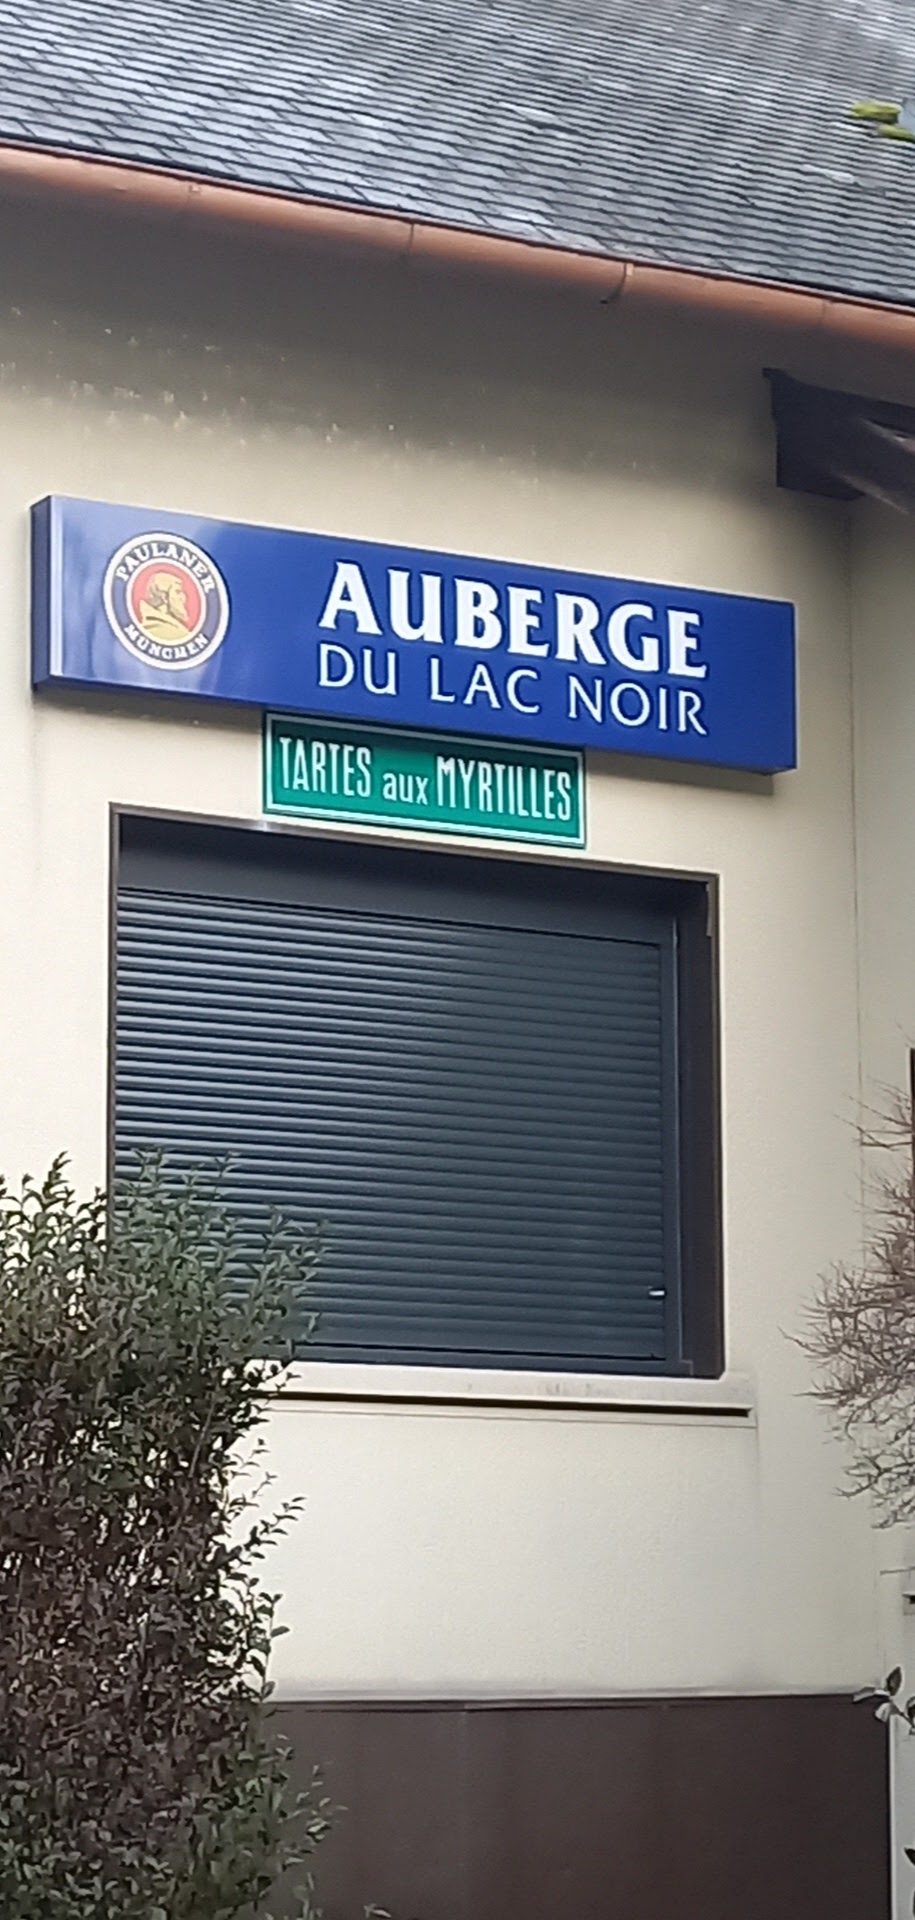 PAULANER
MÜNCHEN
AUBERGE
DU LAC NOIR
TARTES aux MYRTILLES